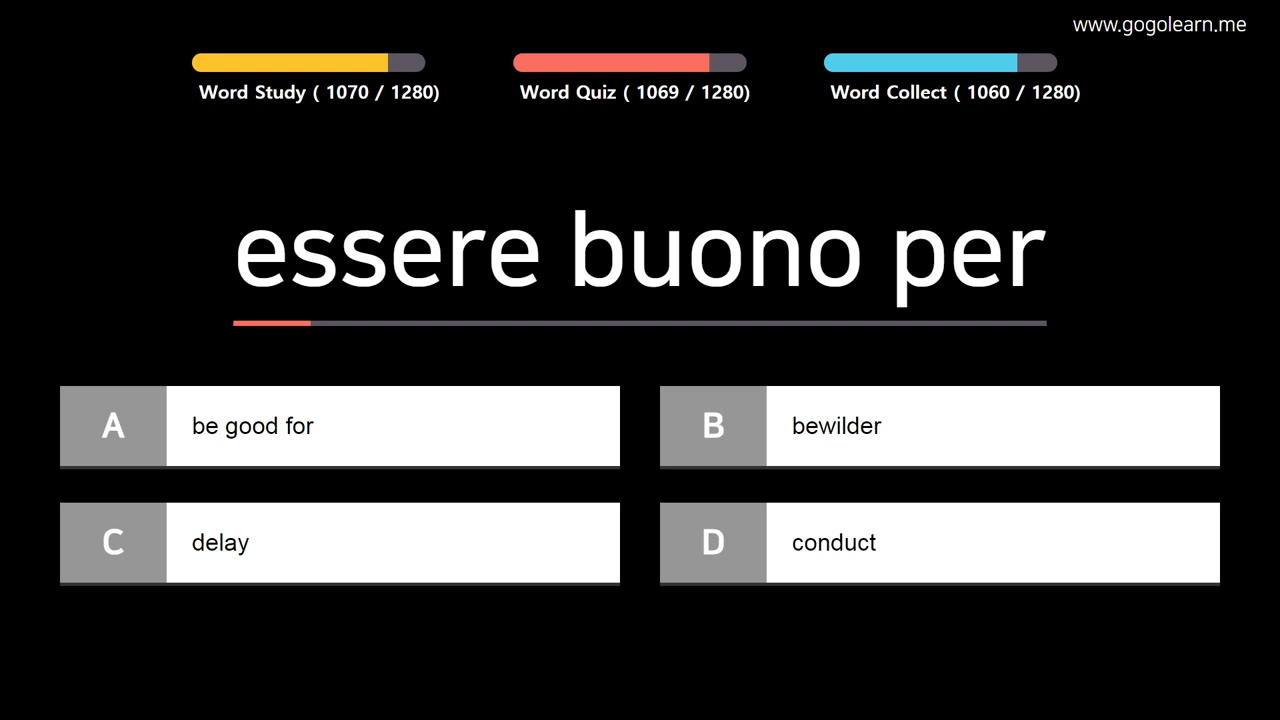 www.gogolearn.me
Word Study ( 1070 / 1280)
Word Quiz ( 1069 / 1280)
Word Collect ( 1060 / 1280)
essere buono per
A be good for
B bewilder
C delay
D conduct